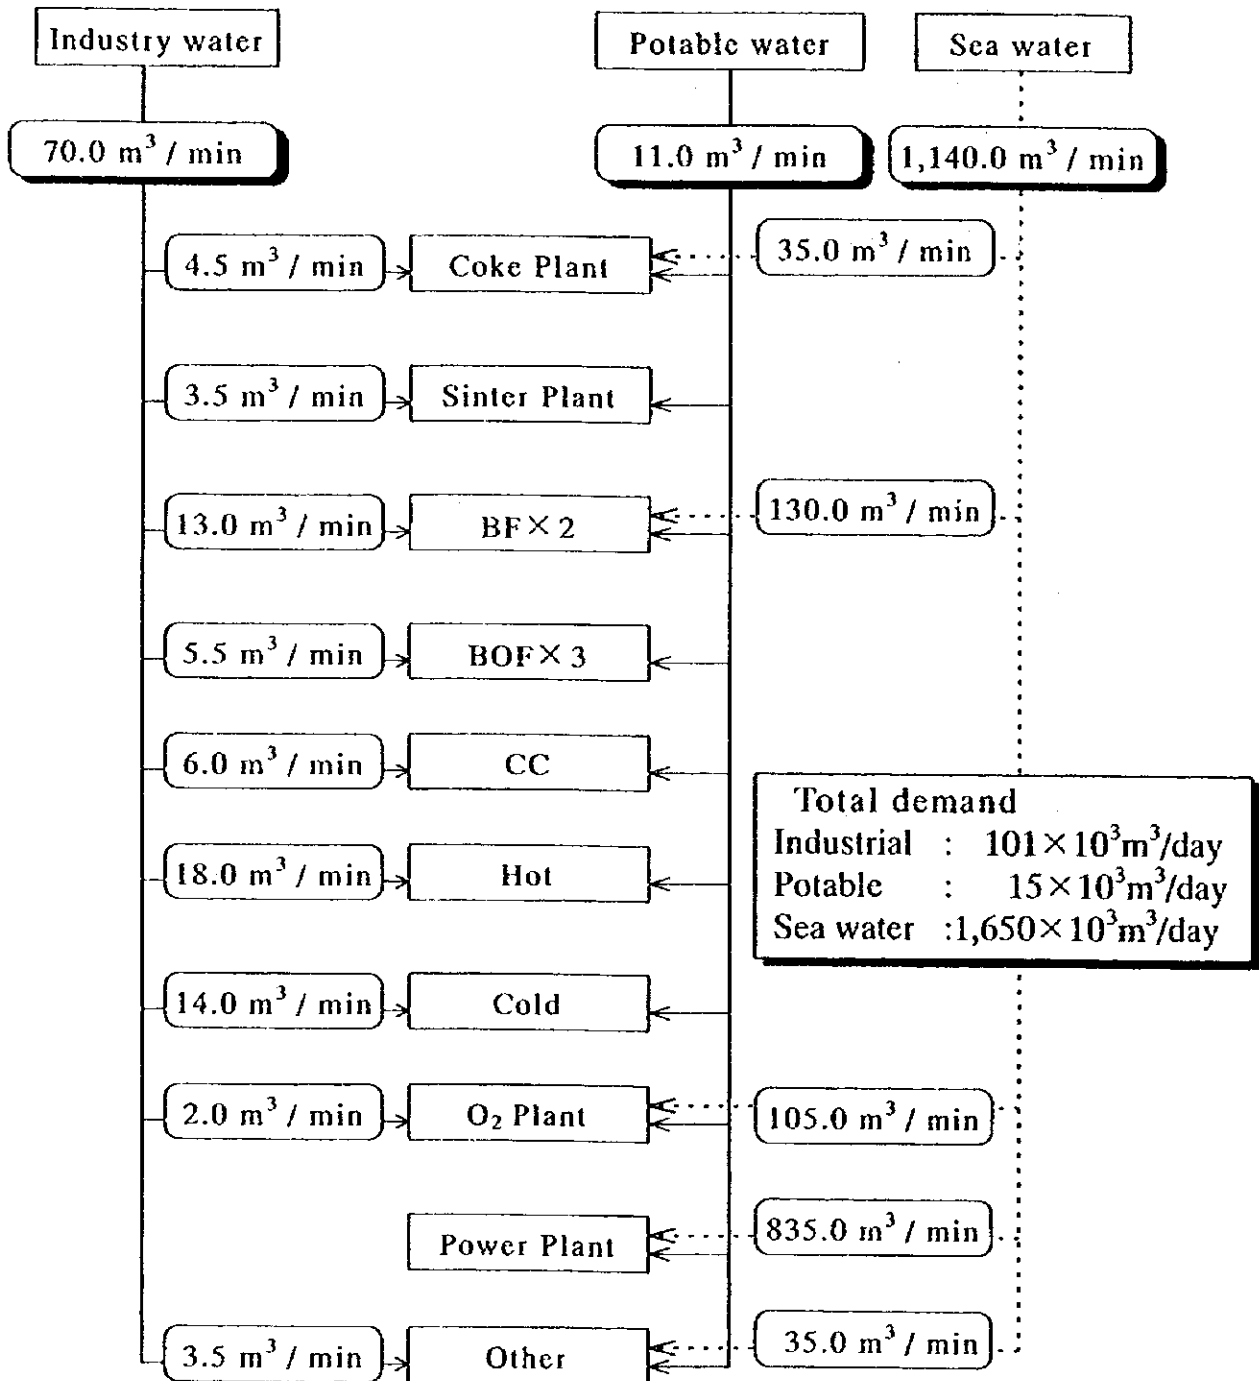 Industry water
Potable water
Sea water
70.0 m³ / min
11.0 m³ / min
1,140.0 m³ / min
4.5 m³ / min
Coke Plant
35.0 m³ / min
3.5 m³ / min
Sinter Plant
13.0 m³ / min
BF×2
130.0 m³ / min
5.5 m³ / min
BOF×3
6.0 m³ / min
CC
Total demand
Industrial : 101×10³m³/day
Potable : 15×10³m³/day
Sea water :1,650×10³m³/day
18.0 m³ / min
Hot
14.0 m³ / min
Cold
2.0 m³ / min
O₂ Plant
105.0 m³ / min
Power Plant
835.0 m³ / min
3.5 m³ / min
Other
35.0 m³ / min